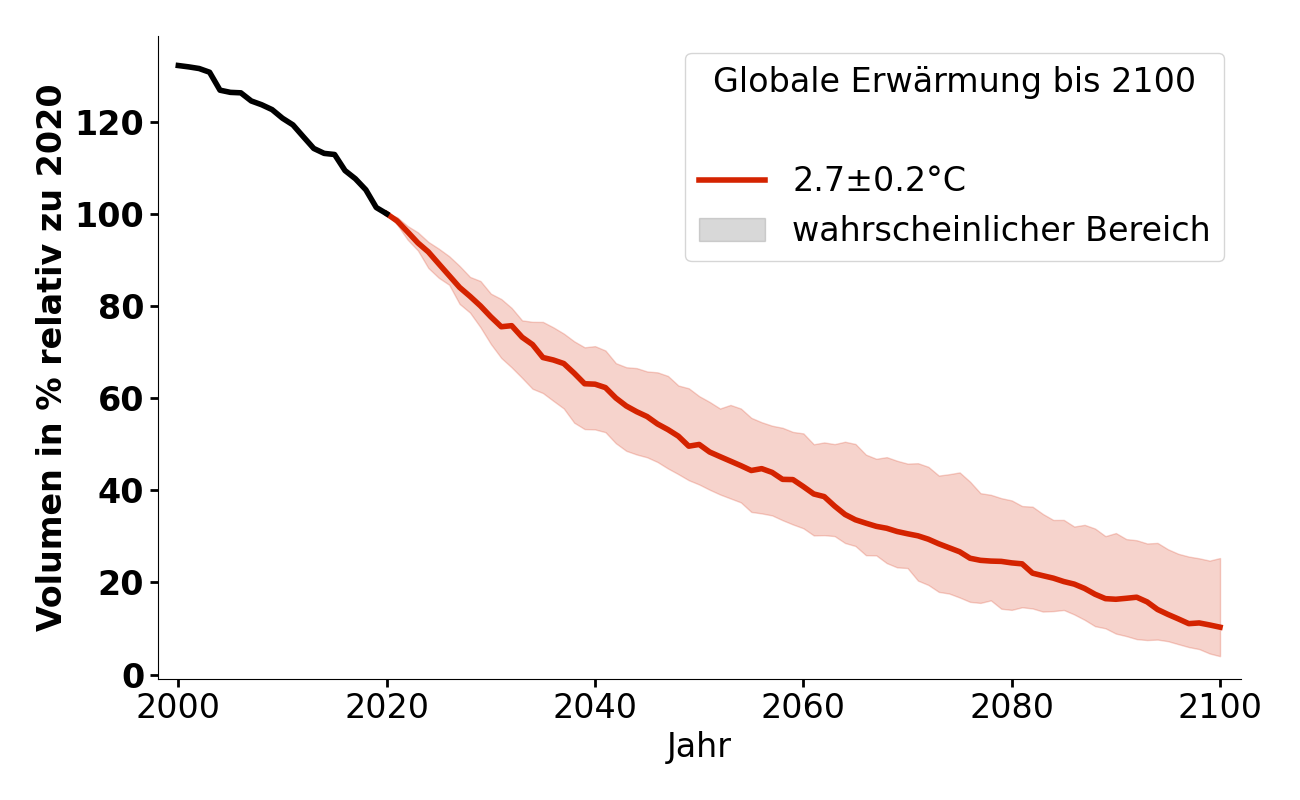 Volumen in % relativ zu 2020
120
100
80
60
40
20
0
Globale Erwärmung bis 2100
2.7±0.2°C
wahrscheinlicher Bereich
2000 2020 2040 2060 2080 2100
Jahr